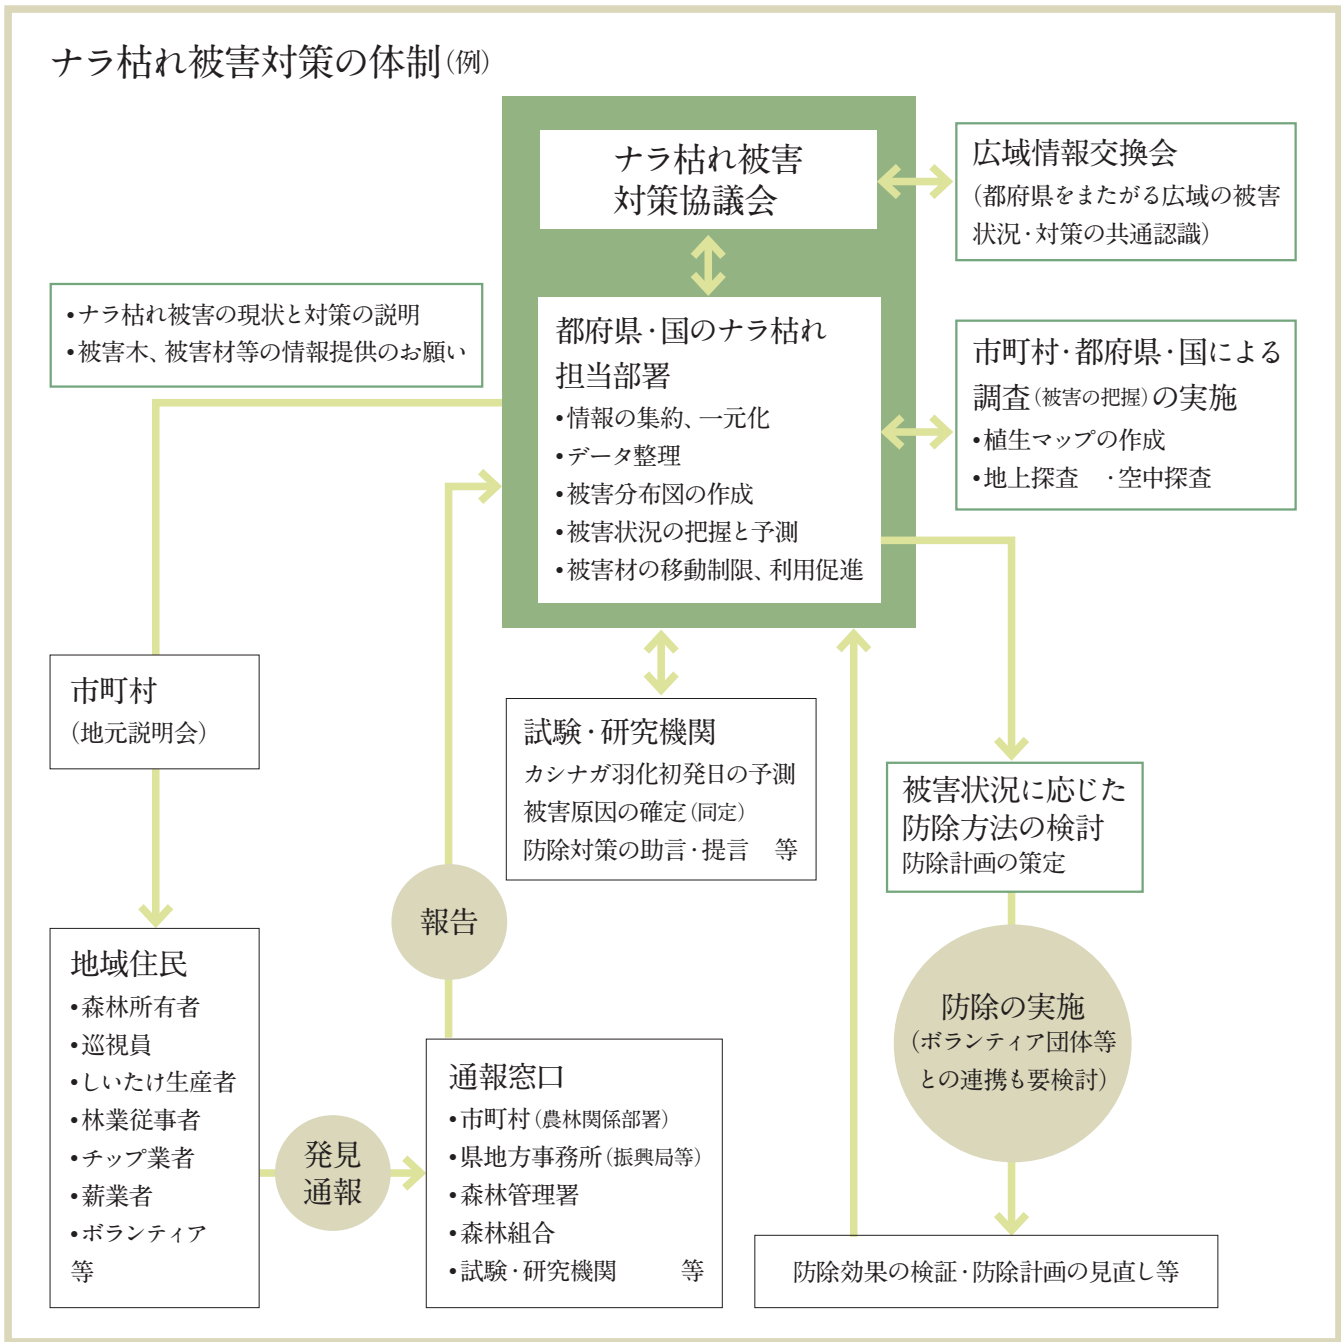 ナラ枯れ被害対策の体制(例)
ナラ枯れ被害
対策協議会
広域情報交換会
(都府県をまたがる広域の被害
状況・対策の共通認識)
•ナラ枯れ被害の現状と対策の説明
•被害木、被害材等の情報提供のお願い
都府県・国のナラ枯れ
担当部署
•情報の集約、一元化
•データ整理
•被害分布図の作成
•被害状況の把握と予測
•被害材の移動制限、利用促進
市町村・都府県・国による
調査(被害の把握)の実施
•植生マップの作成
•地上探査 ・空中探査
市町村
(地元説明会)
試験・研究機関
カシナガ羽化初発日の予測
被害原因の確定(同定)
防除対策の助言・提言 等
被害状況に応じた
防除方法の検討
防除計画の策定
報告
地域住民
•森林所有者
•巡視員
•しいたけ生産者
•林業従事者
•チップ業者
•薪業者
•ボランティア
等
発見
通報
通報窓口
•市町村(農林関係部署)
•県地方事務所(振興局等)
•森林管理署
•森林組合
•試験・研究機関 等
防除の実施
(ボランティア団体等
との連携も要検討)
防除効果の検証・防除計画の見直し等